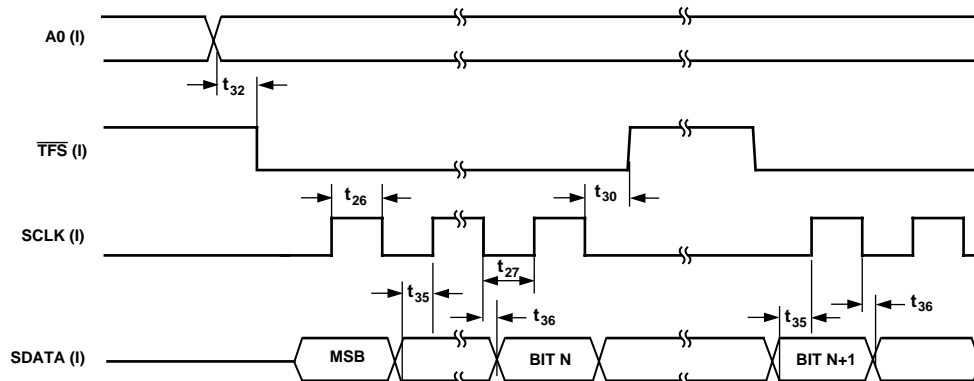 A0 (I)
t32
TFS (I)
t26
t30
SCLK (I)
t27
t35
t36
t35
t36
SDATA (I)
MSB
BIT N
BIT N+1